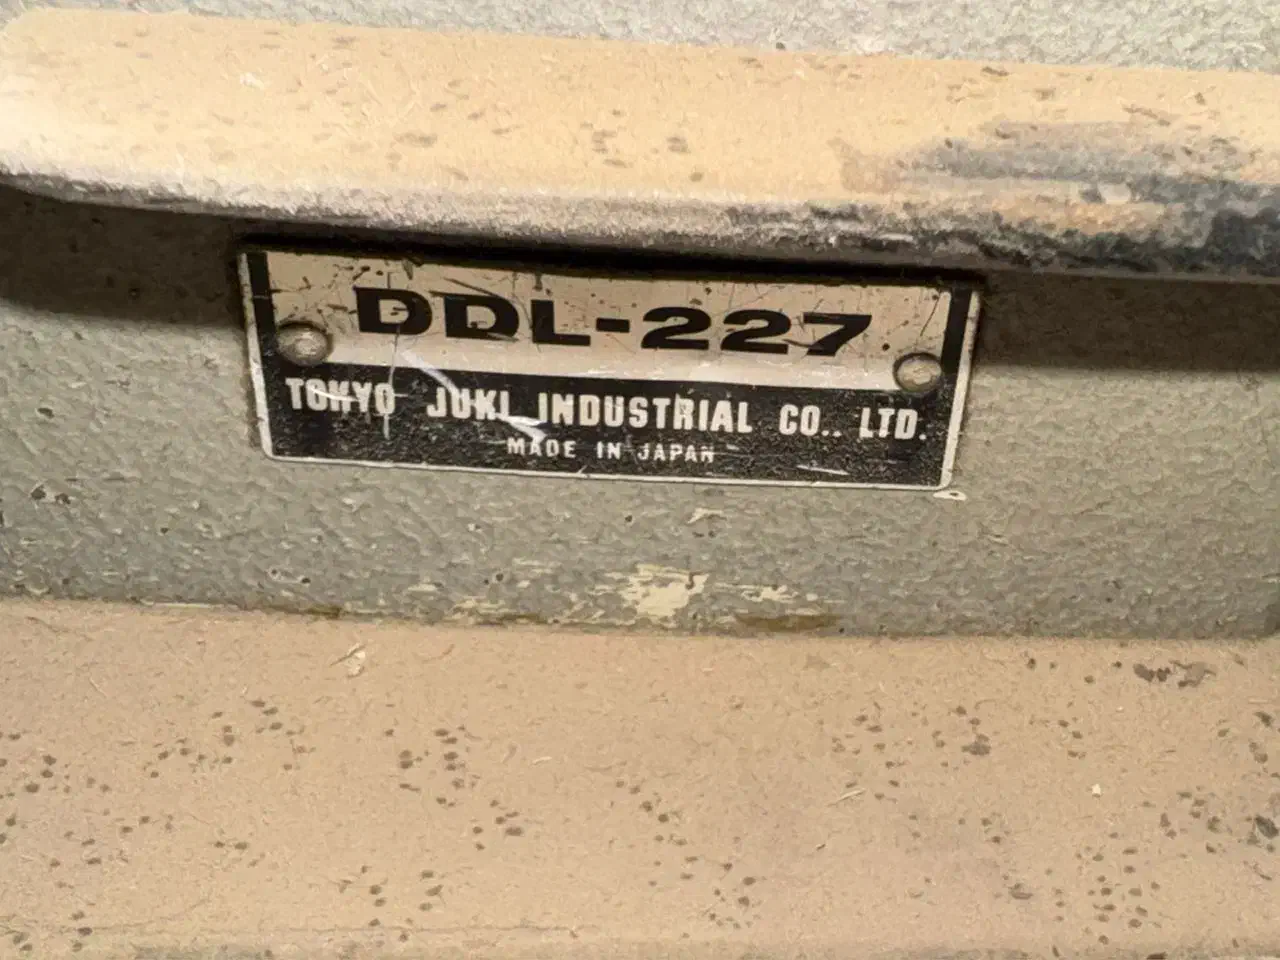 DDL-227
TOKYO JUKI INDUSTRIAL CO., LTD.
MADE IN JAPAN